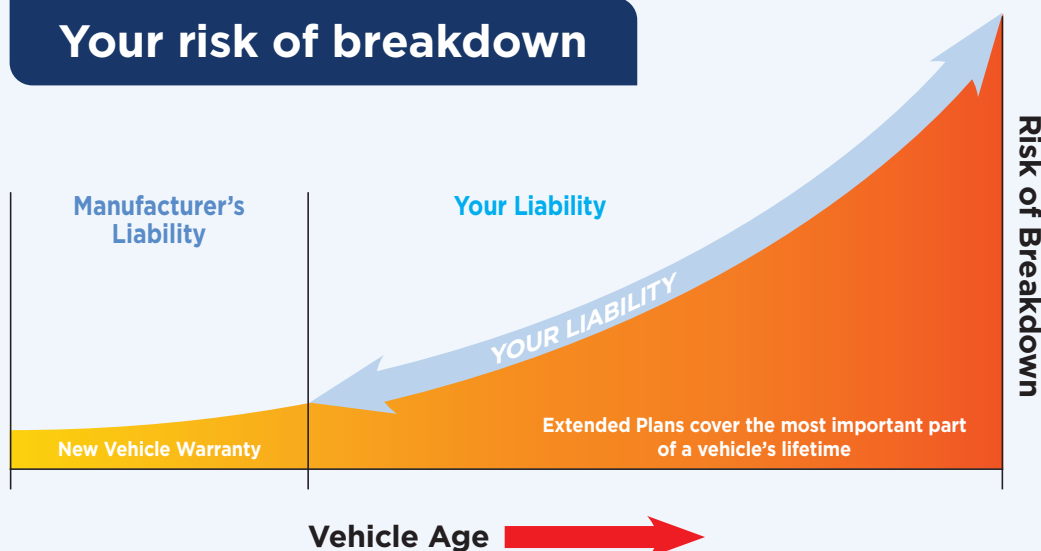 Your risk of breakdown
Manufacturer's
Liability
Your Liability
YOUR LIABILITY
Risk of Breakdown
New Vehicle Warranty
Extended Plans cover the most important part
of a vehicle's lifetime
Vehicle Age